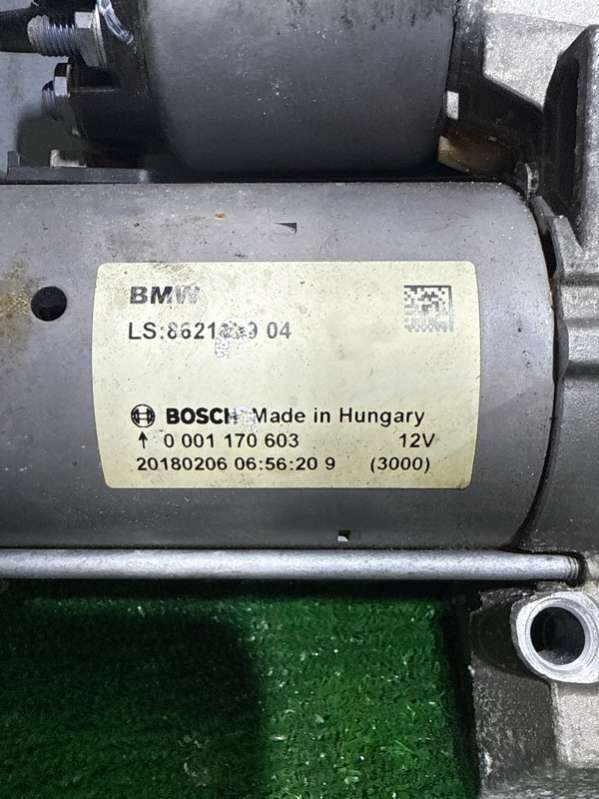 BMW
04
BOSCH Made in Hungary
0 001 170 603 12V
20180206 06:56:20 9 (3000)